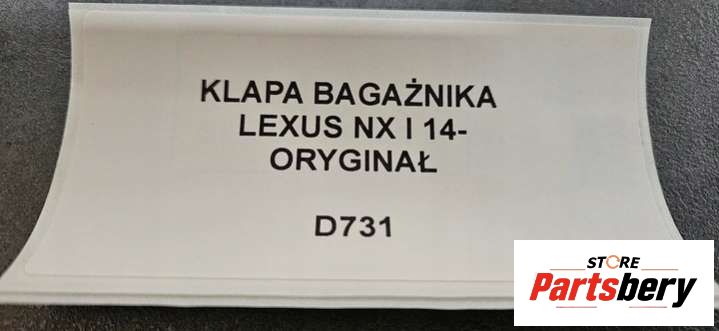 KLAPA BAGAŻNIKA
LEXUS NX I 14-
ORYGINAŁ
D731
STORE
Partsbery